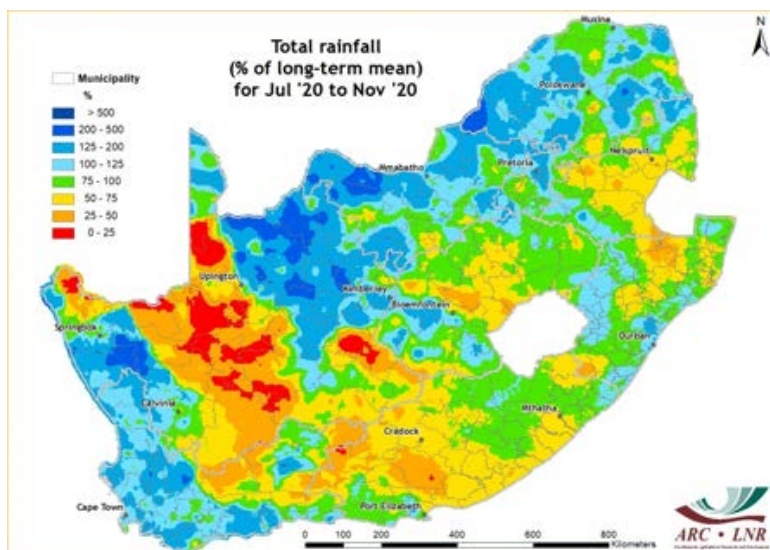 Total rainfall
(% of long-term mean)
for Jul '20 to Nov '20
N
Municipality
%
> 500
200 - 500
125 - 200
100 - 125
75 - 100
50 - 75
25 - 50
0 - 25
Musina
Polokwane
Nelspruit
Mmabatho
Pretoria
Upington
Kimberley
Bloemfontein
Springbok
Durban
Calvinia
Mthatha
Cradock
Cape Town
Port Elizabeth
0 100 200 400 600 800
Kilometers
ARC • LNR